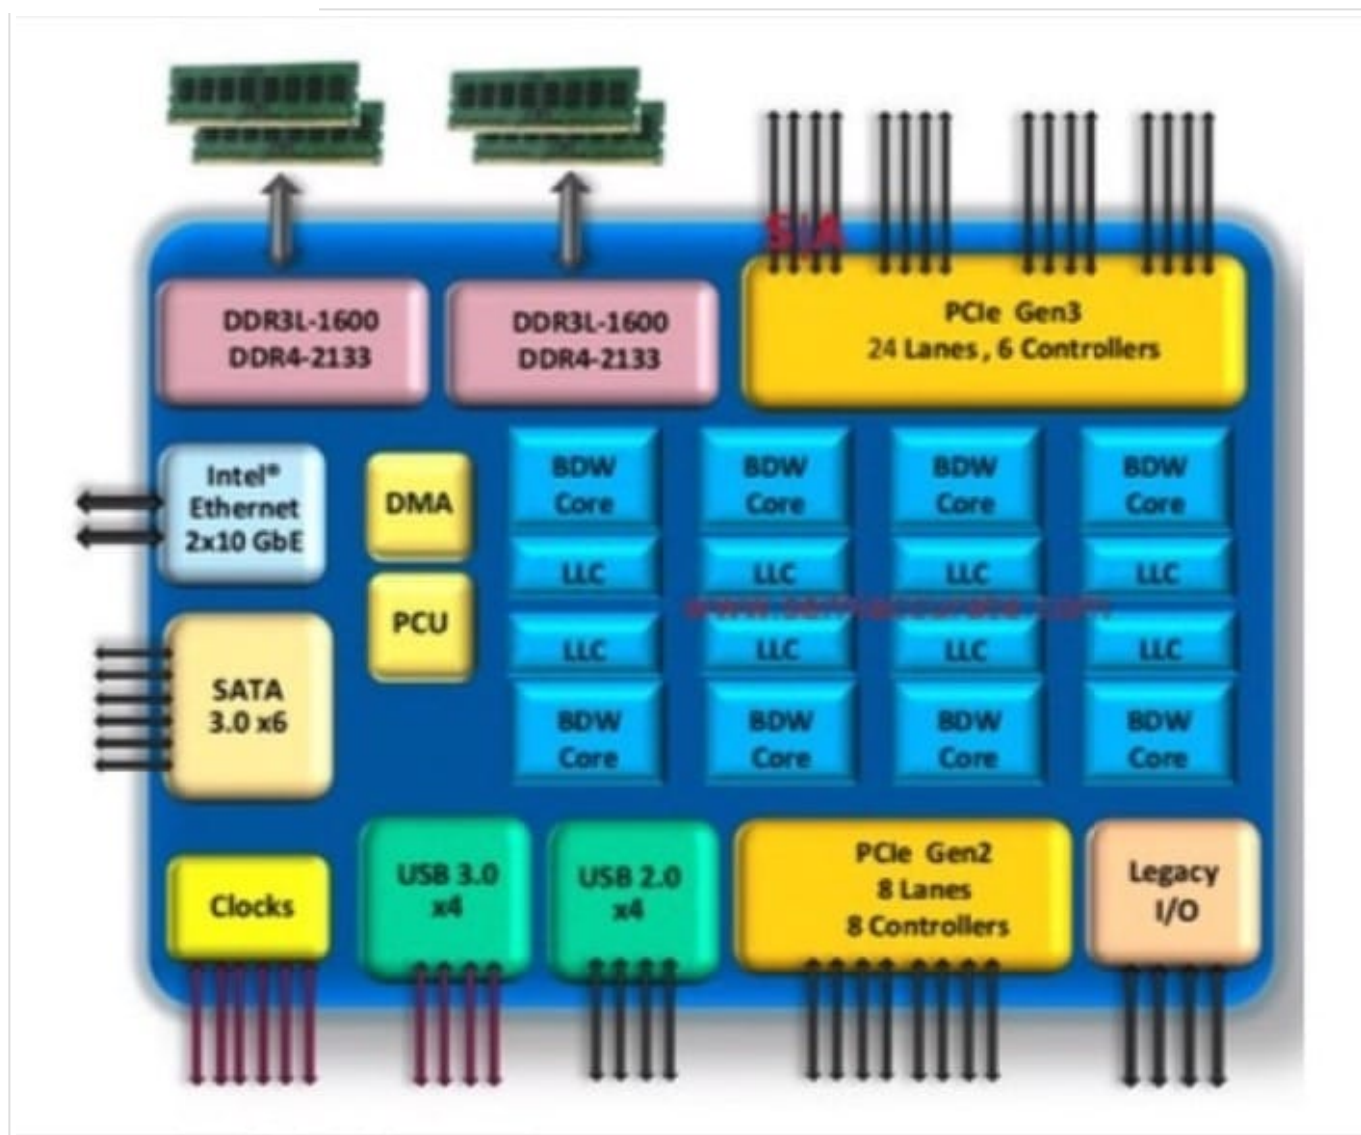 S|A
DDR3L-1600
DDR4-2133
DDR3L-1600
DDR4-2133
PCIe Gen3
24 Lanes , 6 Controllers
Intel®
Ethernet
2x10 GbE
DMA
PCU
SATA
3.0 x6
BDW
Core
BDW
Core
BDW
Core
BDW
Core
LLC
LLC
LLC
LLC
www.semiaccurate.com
LLC
LLC
LLC
LLC
BDW
Core
BDW
Core
BDW
Core
BDW
Core
Clocks
USB 3.0
x4
USB 2.0
x4
PCIe Gen2
8 Lanes
8 Controllers
Legacy
I/O